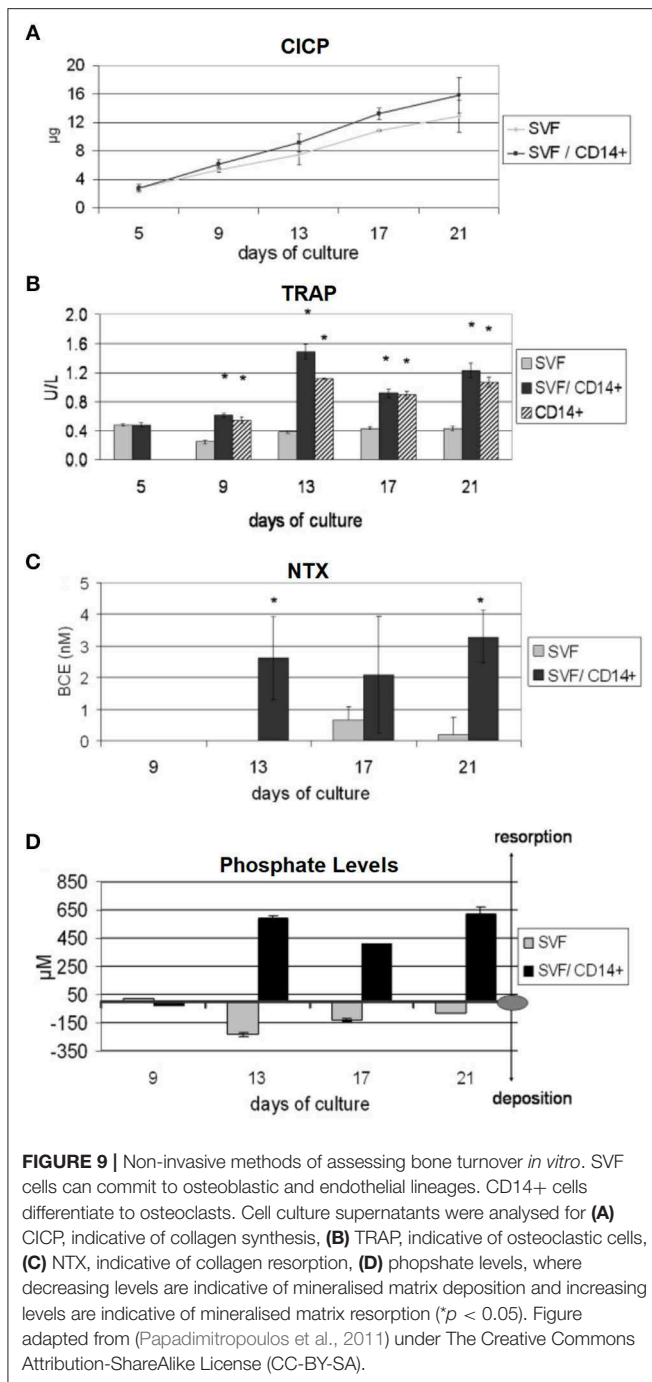 A
CICP
20
16
12
8
4
0
µg
5 9 13 17 21
days of culture
SVF
SVF / CD14+
B
TRAP
1.8
1.6
1.2
0.8
0.4
0.0
U/L
* * * * * * * *
5 9 13 17 21
days of culture
SVF
SVF/ CD14+
CD14+
C
NTX
5
4
3
2
1
0
BCE (nM)
* *
9 13 17 21
days of culture
SVF
SVF/ CD14+
D
resorption
Phosphate Levels
850
650
450
250
50
-150
-350
µM
9 13 17 21
days of culture
SVF
SVF/ CD14+
deposition
FIGURE 9 | Non-invasive methods of assessing bone turnover in vitro. SVF
cells can commit to osteoblastic and endothelial lineages. CD14+ cells
differentiate to osteoclasts. Cell culture supernatants were analysed for (A)
CICP, indicative of collagen synthesis, (B) TRAP, indicative of osteoclastic cells,
(C) NTX, indicative of collagen resorption, (D) phopshate levels, where
decreasing levels are indicative of mineralised matrix deposition and increasing
levels are indicative of mineralised matrix resorption (*p < 0.05). Figure
adapted from (Papadimitropoulos et al., 2011) under The Creative Commons
Attribution-ShareAlike License (CC-BY-SA).